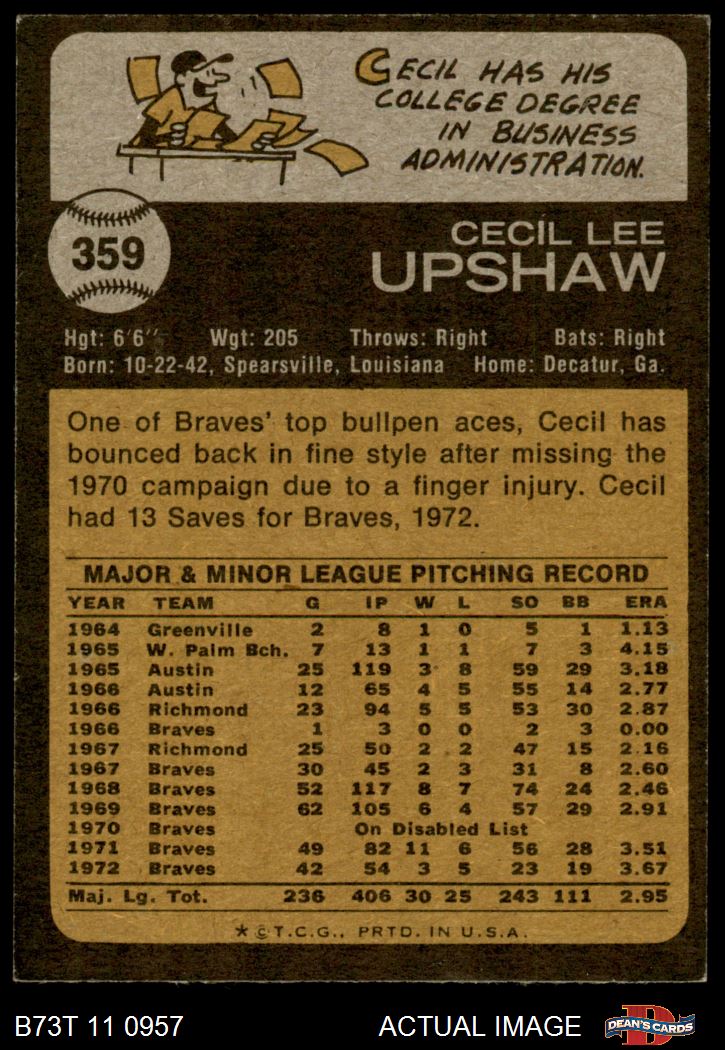 CECIL HAS HIS
COLLEGE DEGREE
IN BUSINESS
ADMINISTRATION.
359
CECIL LEE
UPSHAW
Hgt: 6'6" Wgt: 205 Throws: Right Bats: Right
Born: 10-22-42, Spearsville, Louisiana Home: Decatur, Ga.
One of Braves' top bullpen aces, Cecil has
bounced back in fine style after missing the
1970 campaign due to a finger injury. Cecil
had 13 Saves for Braves, 1972.
MAJOR & MINOR LEAGUE PITCHING RECORD
YEAR TEAM G IP W L SO BB ERA
1964 Greenville 2 8 1 0 5 1 1.13
1965 W. Palm Bch. 7 13 1 1 7 3 4.15
1965 Austin 25 119 3 8 59 29 3.18
1966 Austin 12 65 4 5 55 14 2.77
1966 Richmond 23 94 5 5 53 30 2.87
1966 Braves 1 3 0 0 2 3 0.00
1967 Richmond 25 50 2 2 47 15 2.16
1967 Braves 30 45 2 3 31 8 2.60
1968 Braves 52 117 8 7 74 24 2.46
1969 Braves 62 105 6 4 57 29 2.91
1970 Braves On Disabled List
1971 Braves 49 82 11 6 56 28 3.51
1972 Braves 42 54 3 5 23 19 3.67
Maj. Lg. Tot. 236 406 30 25 243 111 2.95
★ © T.C.G., PRTD. IN U.S.A.
B73T 11 0957 ACTUAL IMAGE DEAN'S CARDS